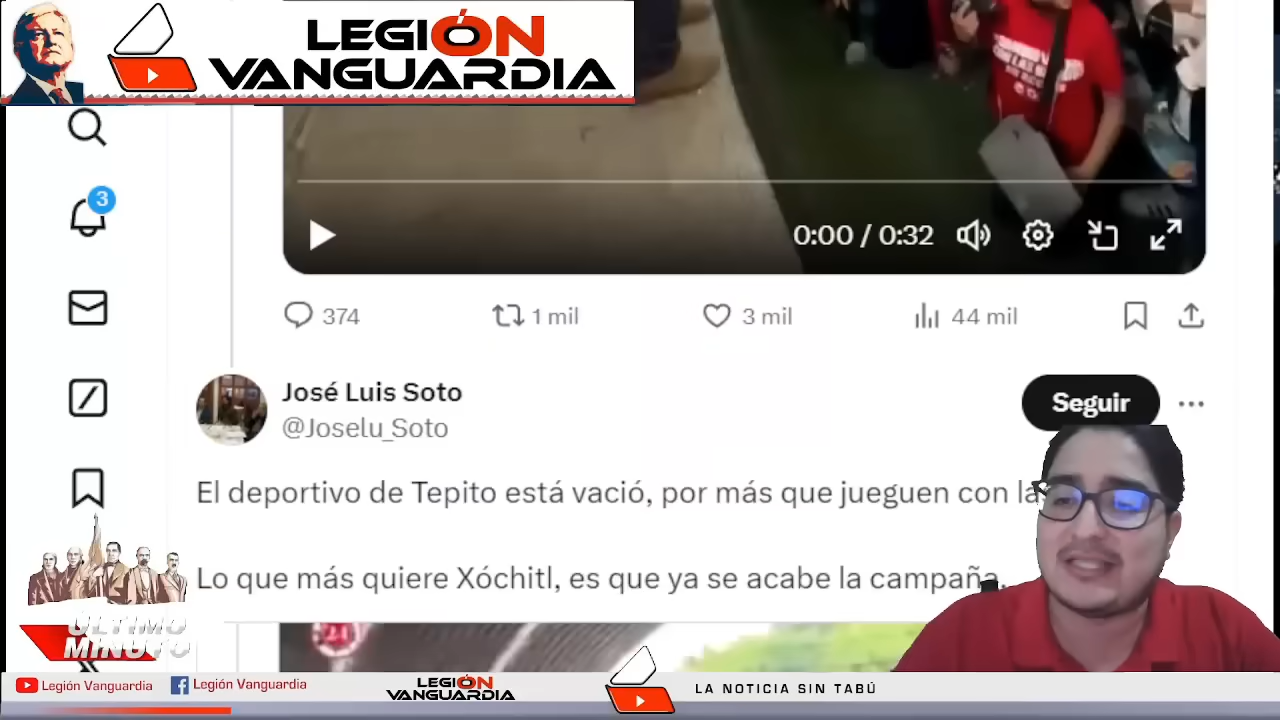 LEGIÓN
VANGUARDIA
3
0:00 / 0:32
374
1 mil
3 mil
44 mil
José Luis Soto
@Joselu_Soto
Seguir
El deportivo de Tepito está vació, por más que jueguen con la
Lo que más quiere Xóchitl, es que ya se acabe la campaña.
ÚLTIMO
MINUTO
Legión Vanguardia
Legión Vanguardia
LEGIÓN
VANGUARDIA
LA NOTICIA SIN TABÚ